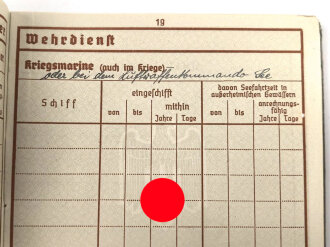 19
Wehrdienst
Kriegsmarine (auch im Kriege)
oder bei dem Luftwaffenkommando See
Schiff
eingeschifft
davon Seefahrtzeit in
außerheimischen Gewässern
von
bis
mithin
Jahre
Tage
von
bis
anrechnungs-
fähig
Jahre
Tage